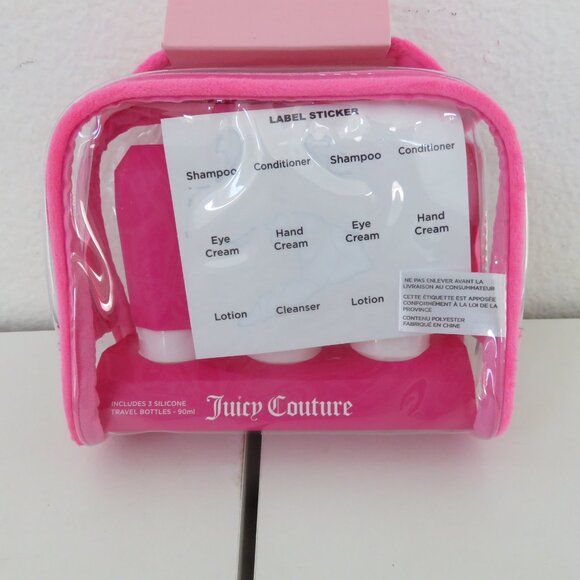 LABEL STICKER
Shampoo Conditioner Shampoo Conditioner
Eye Cream Hand Cream Eye Cream Hand Cream
Lotion Cleanser Lotion
NE PAS ENLEVER AVANT LA
LIVRAISON AU CONSOMMATEUR
CETTE ÉTIQUETTE EST APPOSÉE
CONFORMÉMENT À LA LOI DE LA
PROVINCE
CONTENU POLYESTER
FABRIQUÉ EN CHINE
INCLUDES 3 SILICONE
TRAVEL BOTTLES - 90ml
Juicy Couture